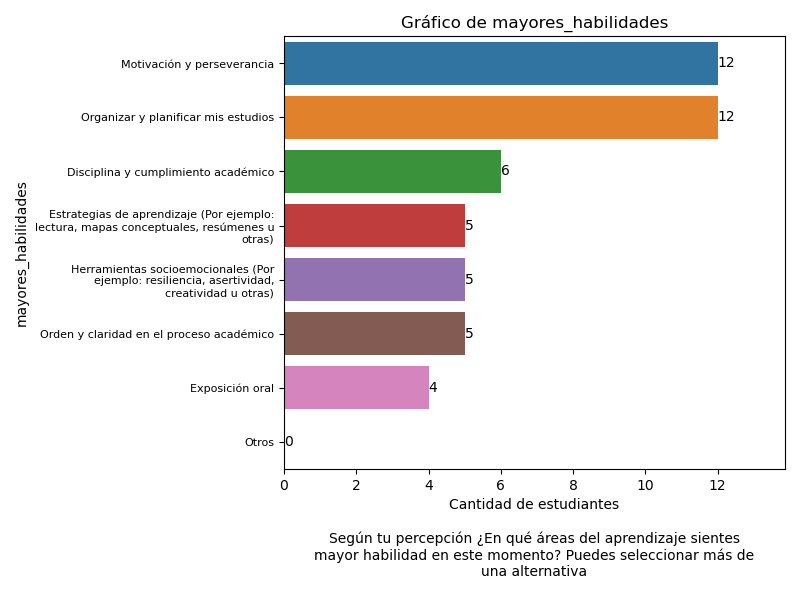 Gráfico de mayores_habilidades
mayores_habilidades
Motivación y perseverancia
12
Organizar y planificar mis estudios
12
Disciplina y cumplimiento académico
6
Estrategias de aprendizaje (Por ejemplo:
lectura, mapas conceptuales, resúmenes u
otras)
5
Herramientas socioemocionales (Por
ejemplo: resiliencia, asertividad,
creatividad u otras)
5
Orden y claridad en el proceso académico
5
Exposición oral
4
Otros
0
0 2 4 6 8 10 12
Cantidad de estudiantes
Según tu percepción ¿En qué áreas del aprendizaje sientes
mayor habilidad en este momento? Puedes seleccionar más de
una alternativa